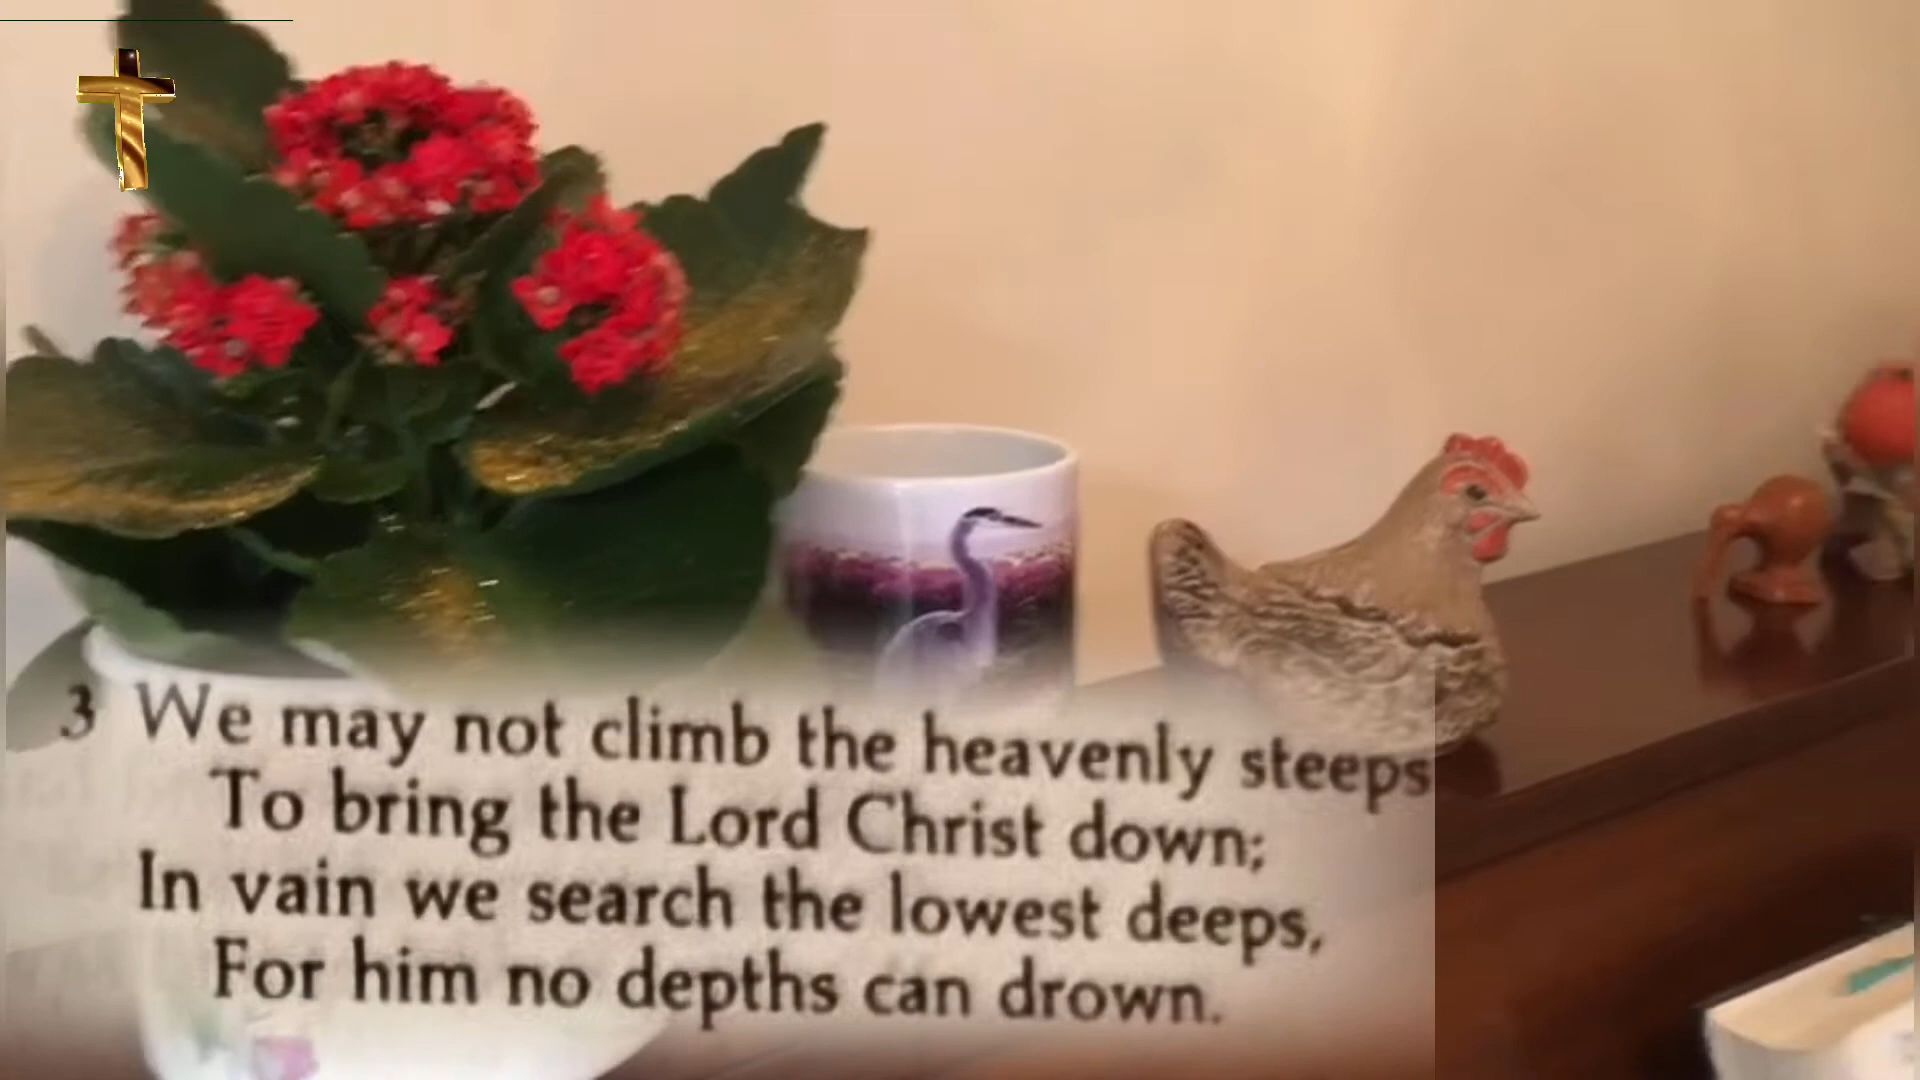 3 We may not climb the heavenly steeps
To bring the Lord Christ down;
In vain we search the lowest deeps,
For him no depths can drown.